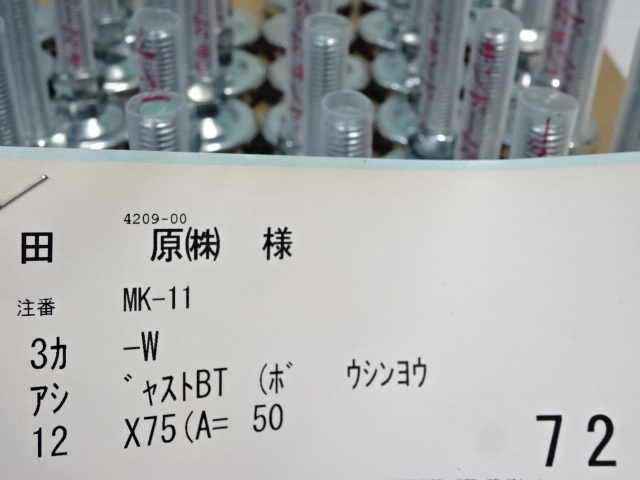 4209-00
田 原㈱ 様
注番 MK-11
3カ -W
アシ ゛ャストBT (ボ ウシンヨウ
12 X75(A= 50
72